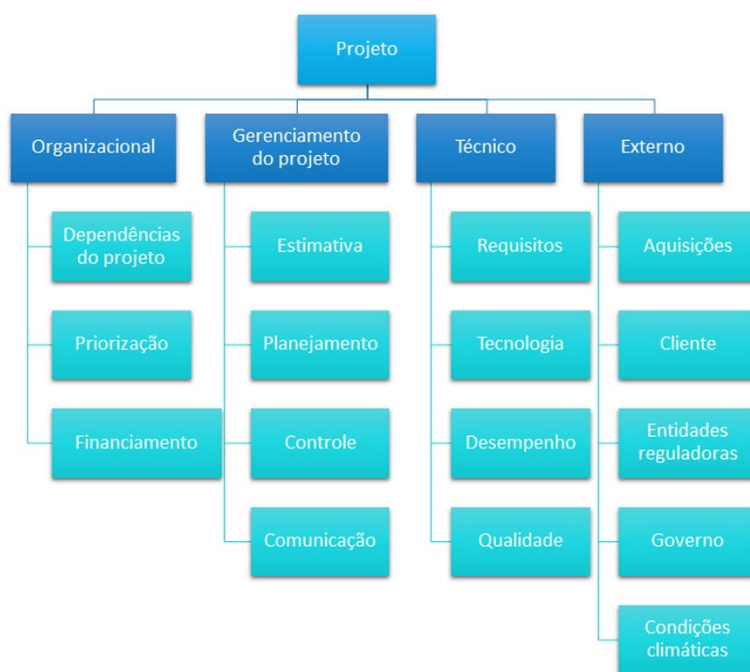 Projeto
Organizacional
Gerenciamento
do projeto
Técnico
Externo
Dependências
do projeto
Priorização
Financiamento
Estimativa
Planejamento
Controle
Comunicação
Requisitos
Tecnologia
Desempenho
Qualidade
Aquisições
Cliente
Entidades
reguladoras
Governo
Condições
climáticas